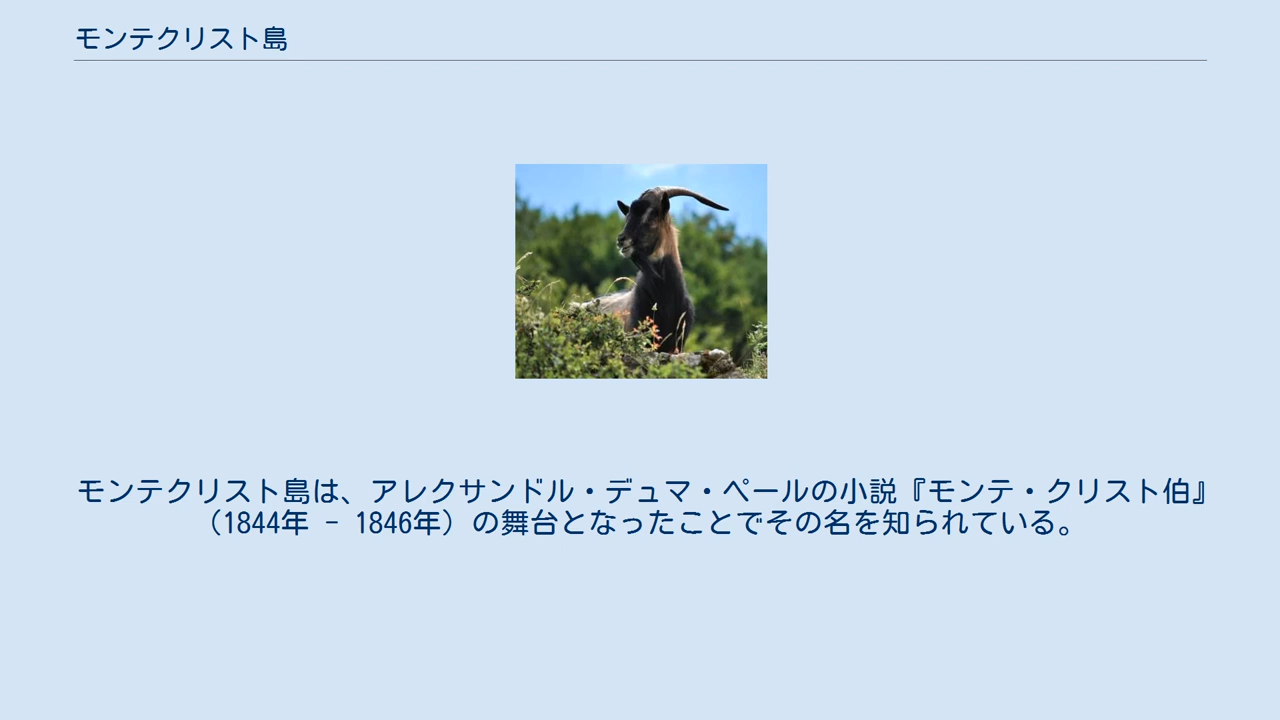 モンテクリスト島
モンテクリスト島は、アレクサンドル・デュマ・ペールの小説『モンテ・クリスト伯』
（1844年 - 1846年）の舞台となったことでその名を知られている。